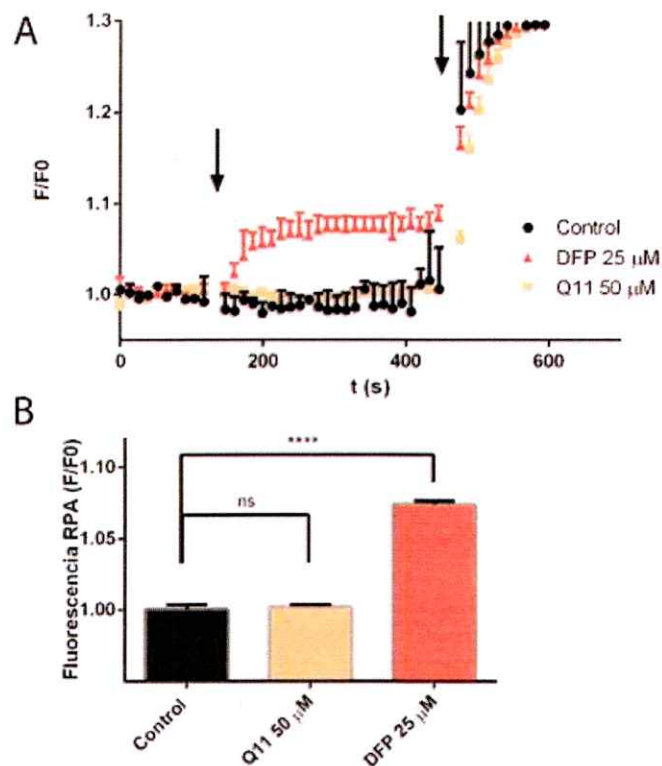 A
F/F0
1.3
1.2
1.1
1.0
0
200
400
600
t (s)
Control
DFP 25 μM
Q11 50 μM
B
Fluorescencia RPA (F/F0)
1.10
1.05
1.00
****
ns
Control
Q11 50 μM
DFP 25 μM